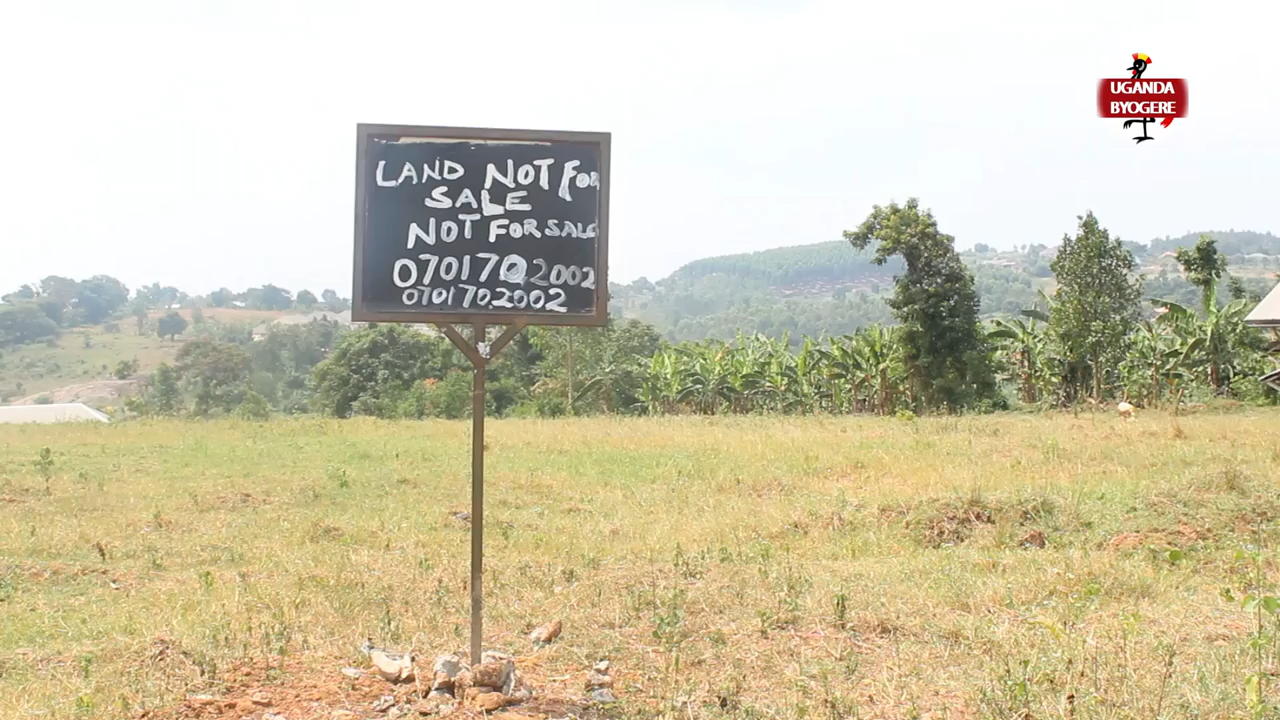 LAND NOT FOR
SALE
NOT FOR SALE
0701702002
0701702002
UGANDA
BYOGERE